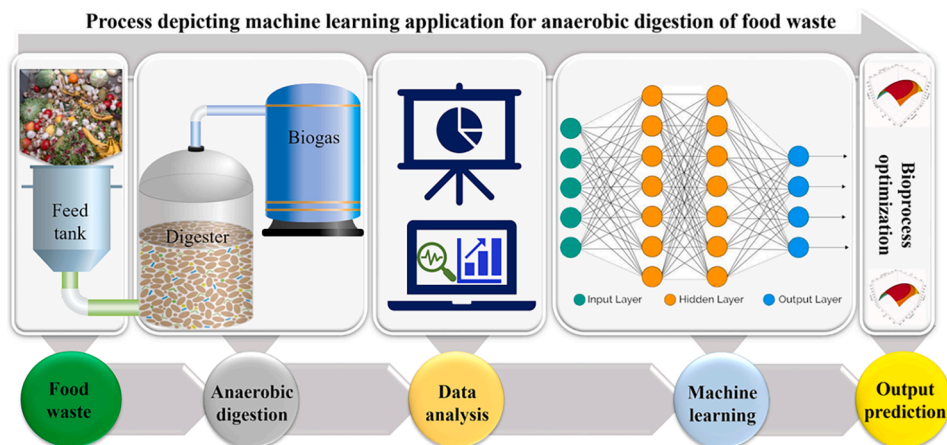 Process depicting machine learning application for anaerobic digestion of food waste
Feed
tank
Digester
Biogas
Input Layer
Hidden Layer
Output Layer
Bioprocess
optimization
Food
waste
Anaerobic
digestion
Data
analysis
Machine
learning
Output
prediction